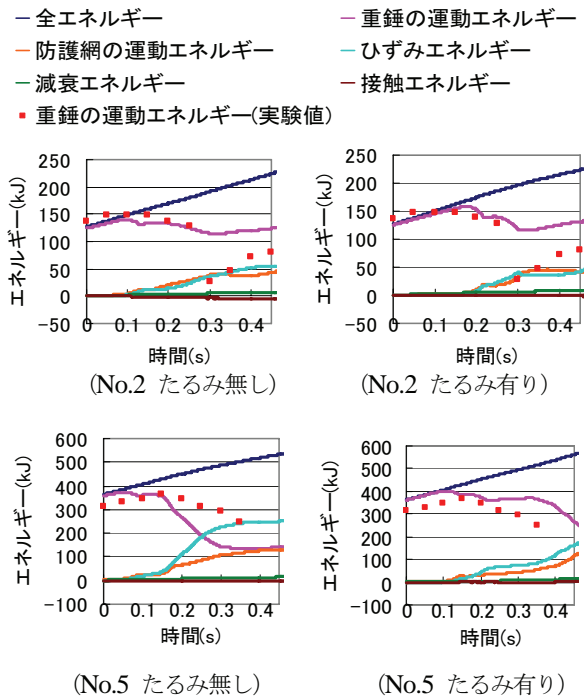 全エネルギー 重錘の運動エネルギー
防護網の運動エネルギー ひずみエネルギー
減衰エネルギー 接触エネルギー
重錘の運動エネルギー(実験値)
エネルギー(kJ)
250
200
150
100
50
0
−50
0 0.1 0.2 0.3 0.4
時間(s)
(No.2 たるみ無し)
エネルギー(kJ)
250
200
150
100
50
0
−50
0 0.1 0.2 0.3 0.4
時間(s)
(No.2 たるみ有り)
エネルギー(kJ)
600
500
400
300
200
100
0
−100
0 0.1 0.2 0.3 0.4
時間(s)
(No.5 たるみ無し)
エネルギー(kJ)
600
500
400
300
200
100
0
−100
0 0.1 0.2 0.3 0.4
時間(s)
(No.5 たるみ有り)